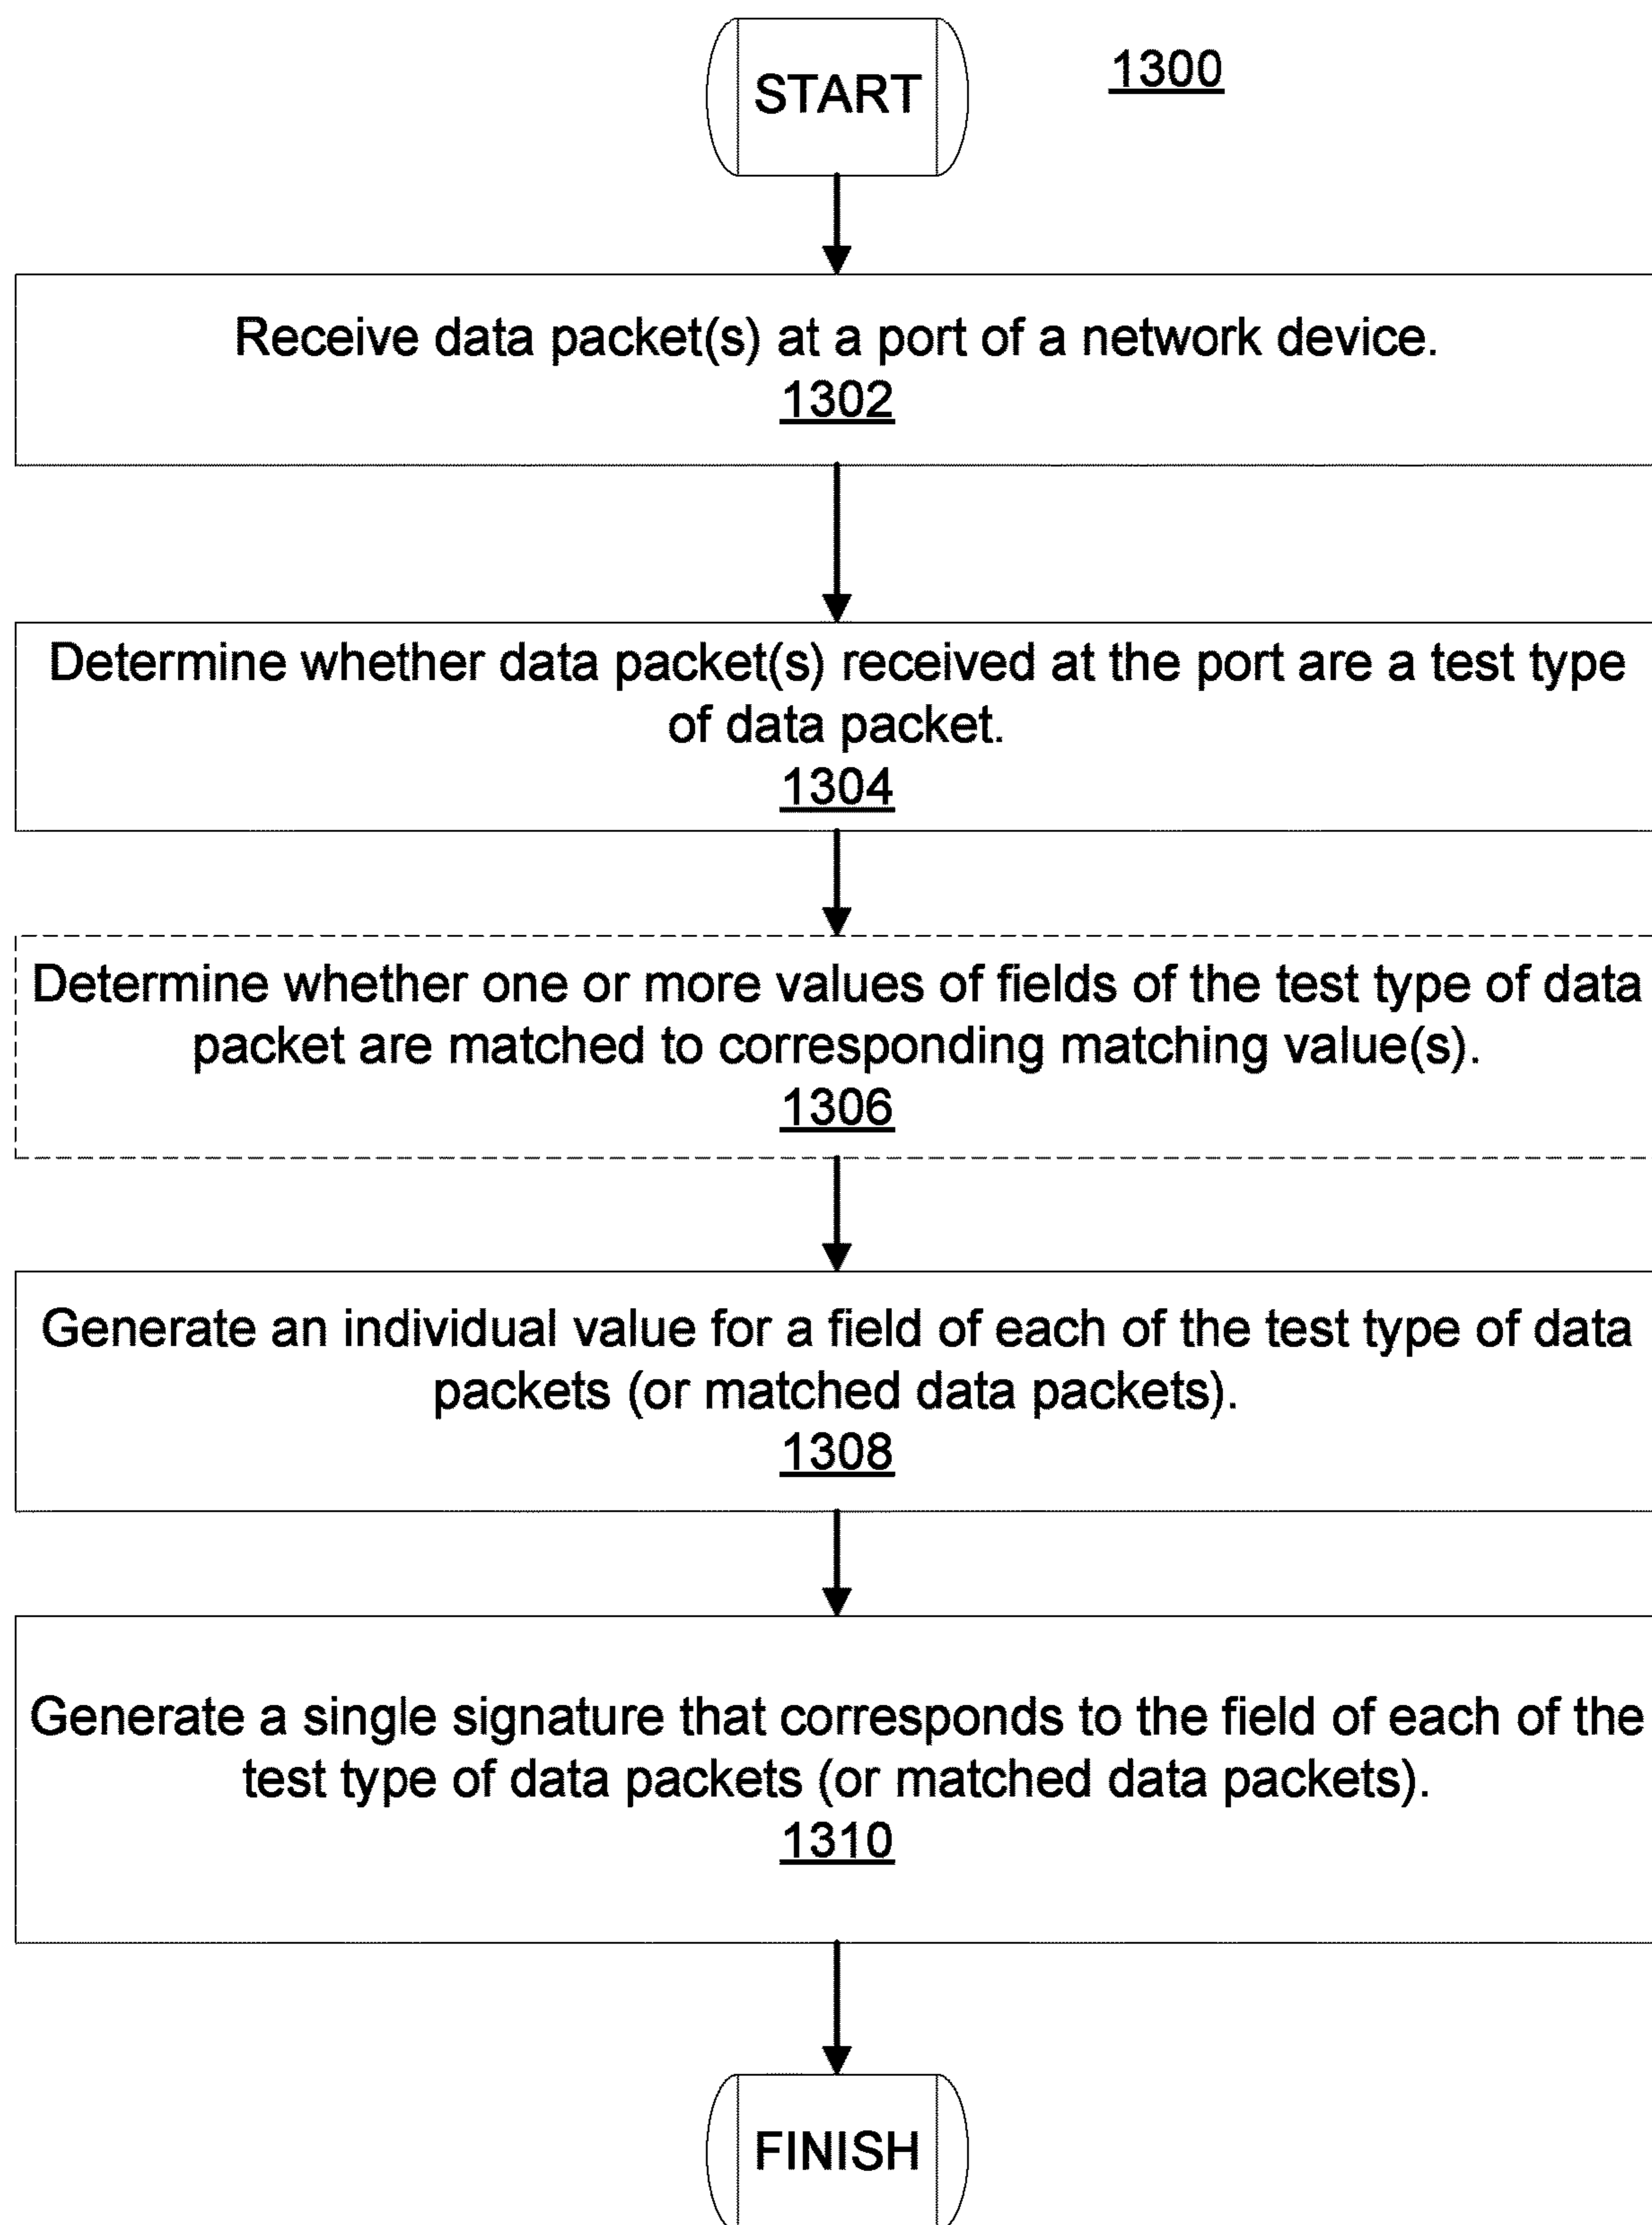 START
1300
Receive data packet(s) at a port of a network device.
1302
Determine whether data packet(s) received at the port are a test type
of data packet.
1304
Determine whether one or more values of fields of the test type of data
packet are matched to corresponding matching value(s).
1306
Generate an individual value for a field of each of the test type of data
packets (or matched data packets).
1308
Generate a single signature that corresponds to the field of each of the
test type of data packets (or matched data packets).
1310
FINISH